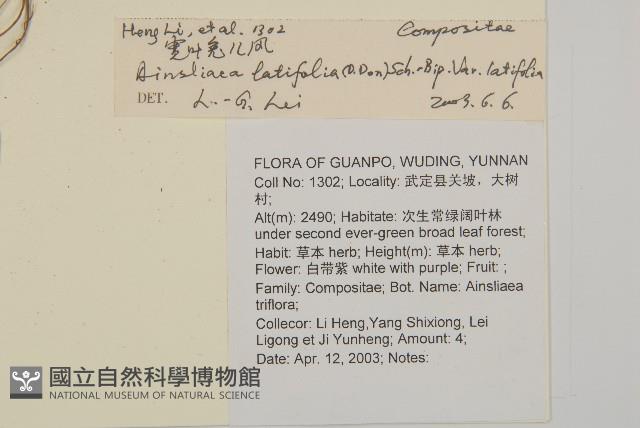 Heng Li, et al. 1302
Compositae
宽叶兔儿风
Ainsliaea latifolia (D. Don) Sch.-Bip. Var. latifolia
DET. L.-G. Lei 2003. 6. 6.
FLORA OF GUANPO, WUDING, YUNNAN
Coll No: 1302; Locality: 武定县关坡，大树
村;
Alt(m): 2490; Habitate: 次生常绿阔叶林
under second ever-green broad leaf forest;
Habit: 草本 herb; Height(m): 草本 herb;
Flower: 白带紫 white with purple; Fruit: ;
Family: Compositae; Bot. Name: Ainsliaea
triflora;
Collecor: Li Heng,Yang Shixiong, Lei
Ligong et Ji Yunheng; Amount: 4;
Date: Apr. 12, 2003; Notes:
國立自然科學博物館
NATIONAL MUSEUM OF NATURAL SCIENCE